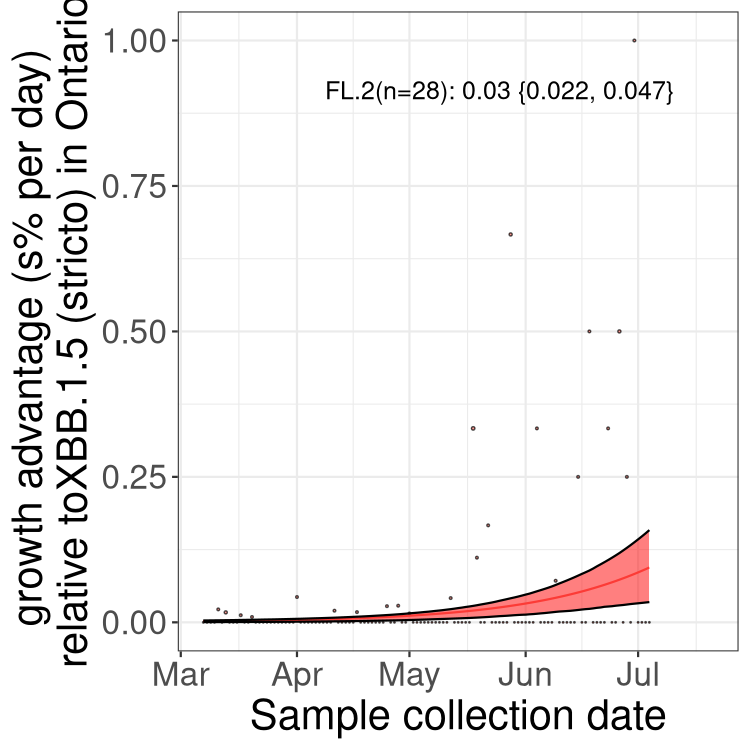 growth advantage (s% per day)
relative toXBB.1.5 (stricto) in Ontario
1.00
0.75
0.50
0.25
0.00
FL.2(n=28): 0.03 {0.022, 0.047}
Mar Apr May Jun Jul
Sample collection date